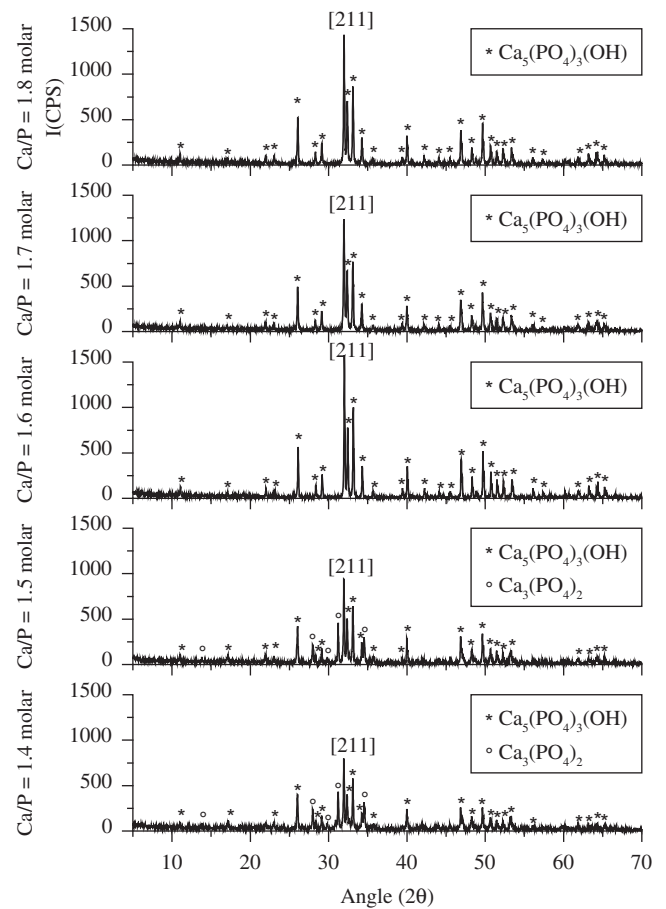 Ca/P = 1.8 molar
I(CPS)
1500
1000
500
0
[211]
* Ca₅(PO₄)₃(OH)
Ca/P = 1.7 molar
1500
1000
500
0
[211]
* Ca₅(PO₄)₃(OH)
Ca/P = 1.6 molar
1500
1000
500
0
[211]
* Ca₅(PO₄)₃(OH)
Ca/P = 1.5 molar
1500
1000
500
0
[211]
* Ca₅(PO₄)₃(OH)
° Ca₃(PO₄)₂
Ca/P = 1.4 molar
1500
1000
500
0
[211]
* Ca₅(PO₄)₃(OH)
° Ca₃(PO₄)₂
10 20 30 40 50 60 70
Angle (2θ)